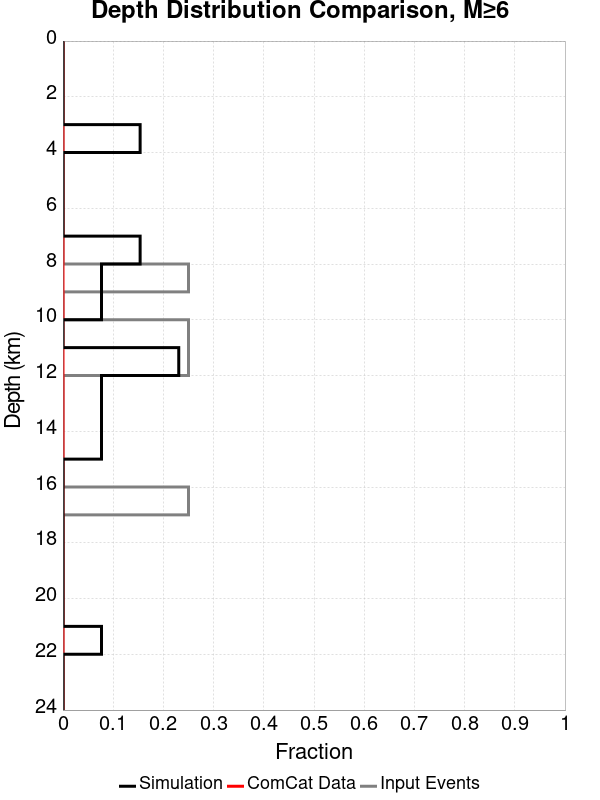 Depth Distribution Comparison, M≥6
0
2
4
6
8
10
12
14
16
18
20
22
24
Depth (km)
0 0.1 0.2 0.3 0.4 0.5 0.6 0.7 0.8 0.9 1
Fraction
Simulation ComCat Data Input Events